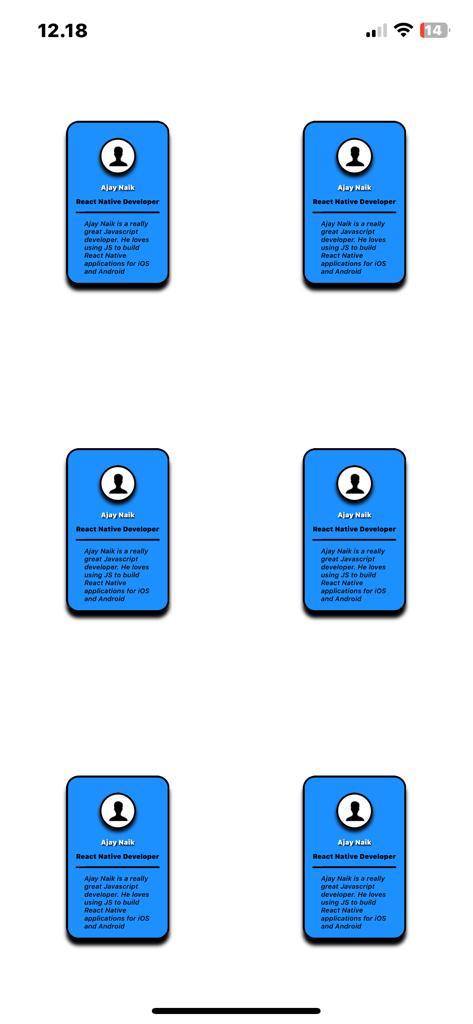 12.18
14
Ajay Naik
React Native Developer
Ajay Naik is a really
great Javascript
developer. He loves
using JS to build
React Native
applications for iOS
and Android
Ajay Naik
React Native Developer
Ajay Naik is a really
great Javascript
developer. He loves
using JS to build
React Native
applications for iOS
and Android
Ajay Naik
React Native Developer
Ajay Naik is a really
great Javascript
developer. He loves
using JS to build
React Native
applications for iOS
and Android
Ajay Naik
React Native Developer
Ajay Naik is a really
great Javascript
developer. He loves
using JS to build
React Native
applications for iOS
and Android
Ajay Naik
React Native Developer
Ajay Naik is a really
great Javascript
developer. He loves
using JS to build
React Native
applications for iOS
and Android
Ajay Naik
React Native Developer
Ajay Naik is a really
great Javascript
developer. He loves
using JS to build
React Native
applications for iOS
and Android